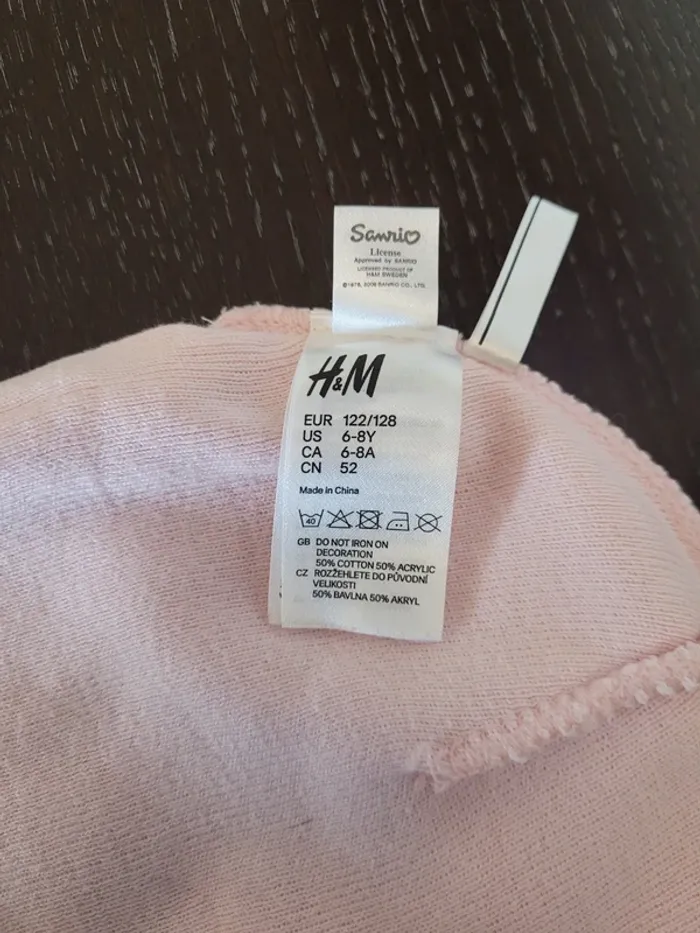 Sanrio
License
Approved by SANRIO
LICENSED PRODUCT OF
H&M SWEDEN
©1976, 2006 SANRIO CO., LTD.
H&M
EUR 122/128
US 6-8Y
CA 6-8A
CN 52
Made in China
40
GB DO NOT IRON ON
DECORATION
50% COTTON 50% ACRYLIC
CZ ROZŽEHLETE DO PŮVODNÍ
VELIKOSTI
50% BAVLNA 50% AKRYL